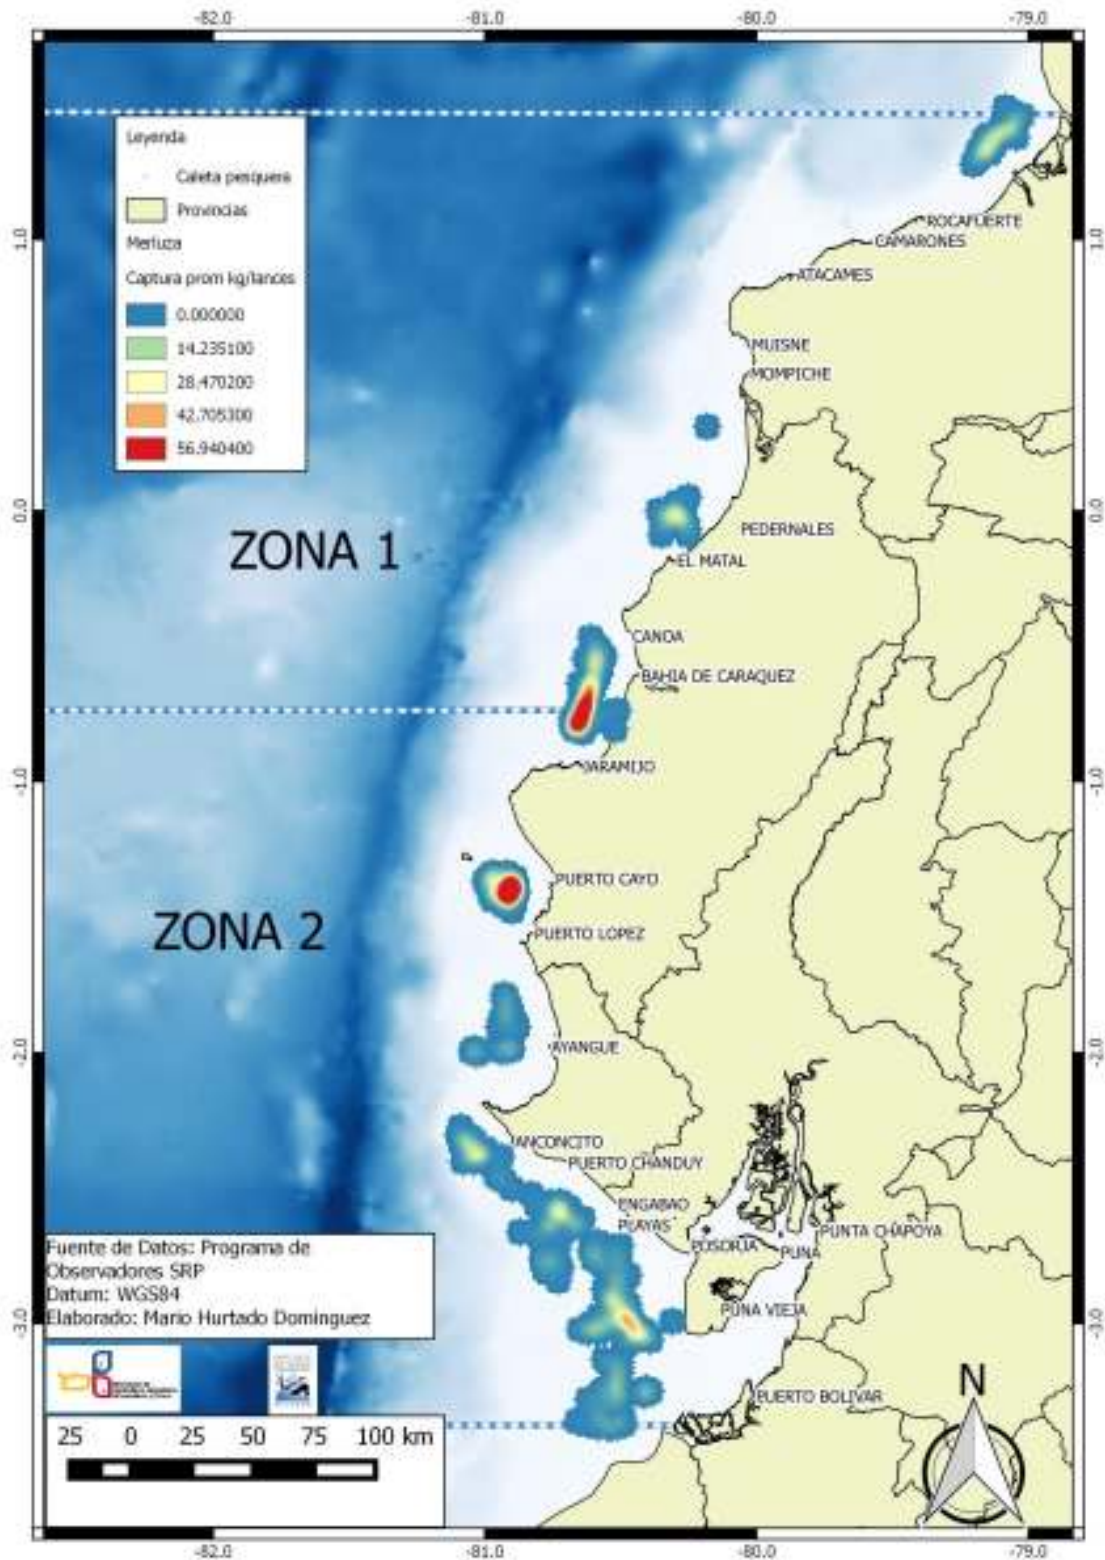 -82.0 -81.0 -80.0 -79.0
Leyenda
Caleta pesquera
Provincias
Merluza
Captura prom kg/lances
0.000000
14.235100
28.470200
42.705300
56.940400
1.0 1.0
ROCAFUERTE
CAMARONES
ATACAMES
MUISNE
MOMPICHE
0.0 0.0
PEDERNALES
ZONA 1
EL MATAL
CANOA
BAHIA DE CARAQUEZ
JARAMIJO
-1.0 -1.0
PUERTO CAYO
ZONA 2
PUERTO LOPEZ
-2.0 -2.0
AYANGUE
ANCONCITO
PUERTO CHANDUY
ENGABAO
PLAYAS
PUNTA CHAPOYA
POSORJA
PUNA
Fuente de Datos: Programa de
Observadores SRP
Datum: WGS84
Elaborado: Mario Hurtado Dominguez
PUNA VIEJA
-3.0 -3.0
N
PUERTO BOLIVAR
25 0 25 50 75 100 km
-82.0 -81.0 -80.0 -79.0